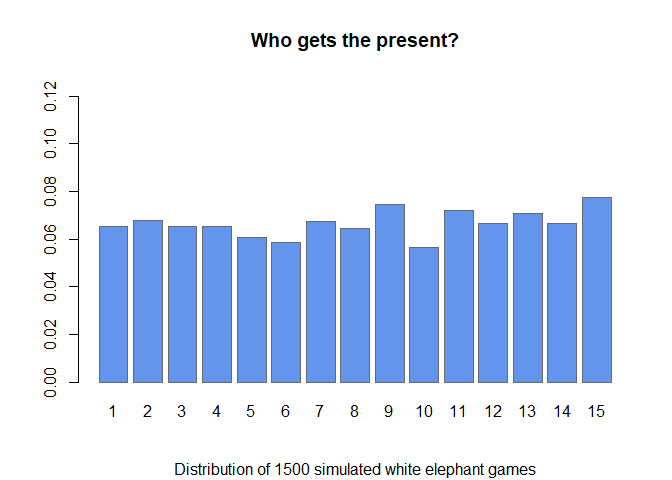 Who gets the present?
0.12
0.10
0.08
0.06
0.04
0.02
0.00
1 2 3 4 5 6 7 8 9 10 11 12 13 14 15
Distribution of 1500 simulated white elephant games